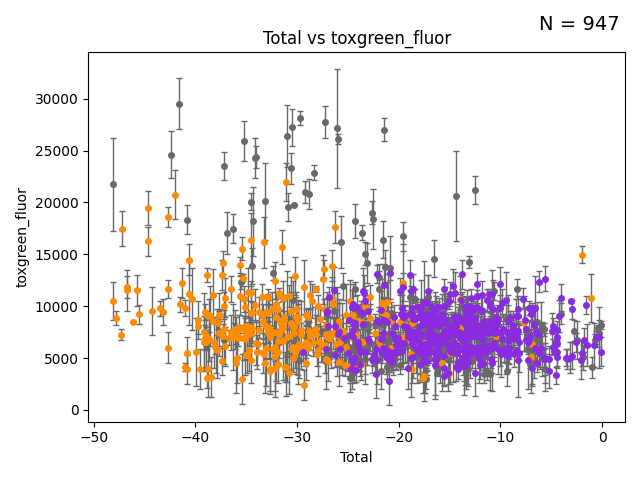 N = 947
Total vs toxgreen_fluor
toxgreen_fluor
30000
25000
20000
15000
10000
5000
0
−50 −40 −30 −20 −10 0
Total